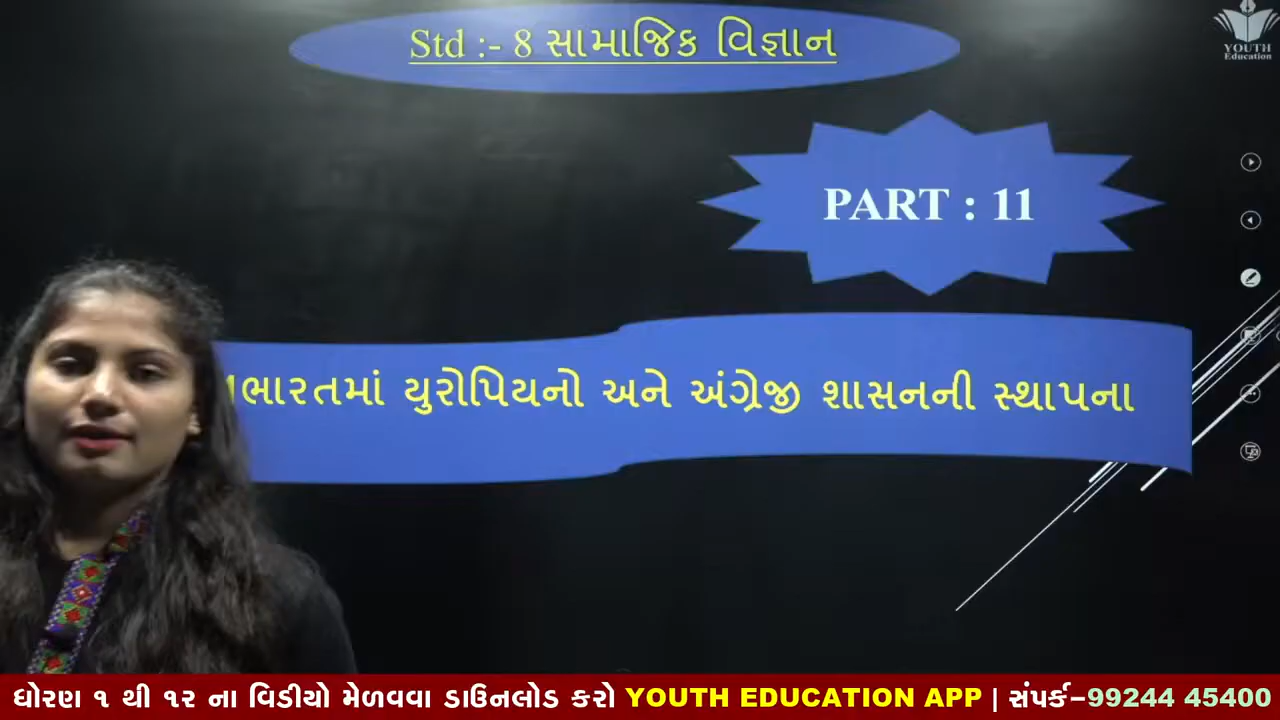 Std :- 8 સામાજિક વિજ્ઞાન
YOUTH
Education
PART : 11
ભારતમાં યુરોપિયનો અને અંગ્રેજી શાસનની સ્થાપના
ધોરણ ૧ થી ૧૨ ના વિડીયો મેળવવા ડાઉનલોડ કરો YOUTH EDUCATION APP | સંપર્ક-99244 45400